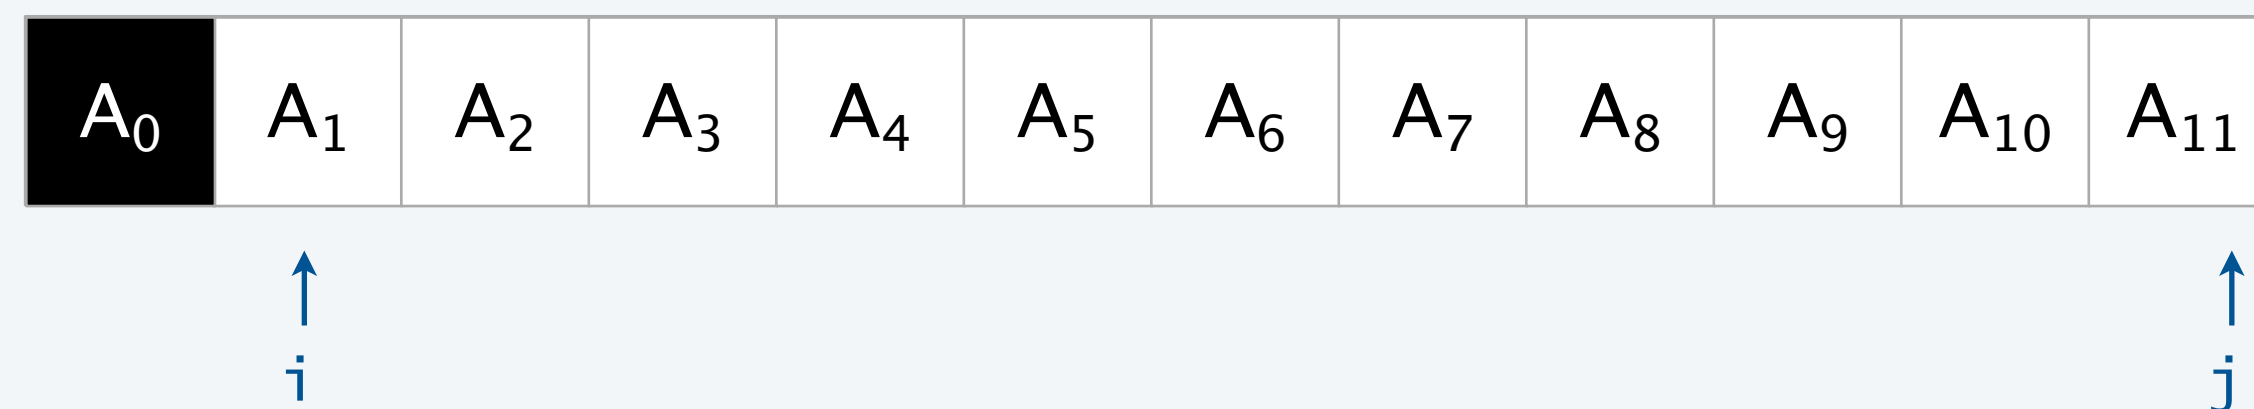 A₀ A₁ A₂ A₃ A₄ A₅ A₆ A₇ A₈ A₉ A₁₀ A₁₁
i j